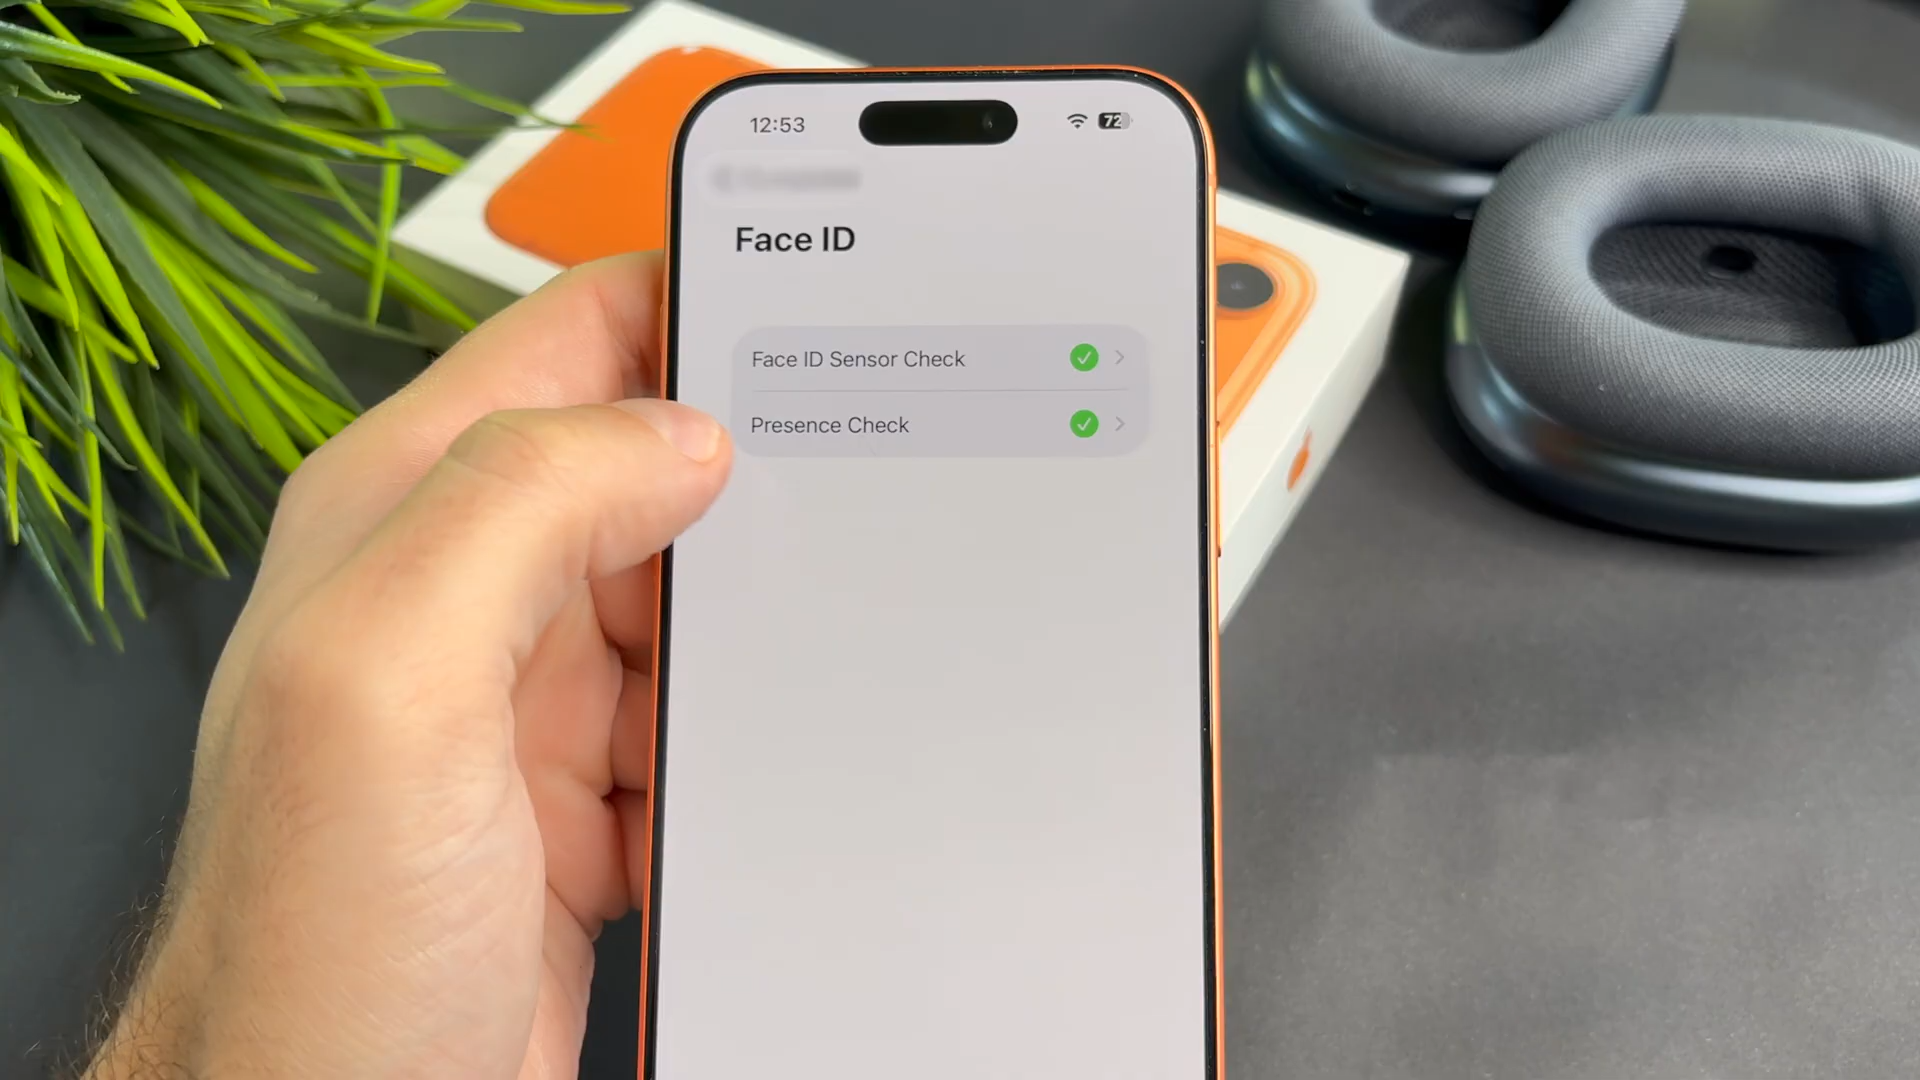 12:53
72
Face ID
Face ID Sensor Check
Presence Check